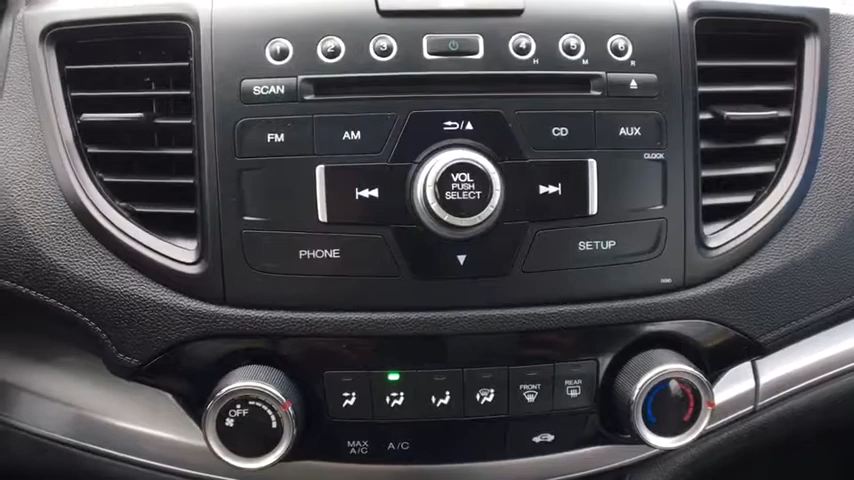 1 2 3 4 5 6
H M R
SCAN
FM AM CD AUX
CLOCK
VOL
PUSH
SELECT
PHONE SETUP
FRONT REAR
OFF
MAX
A/C A/C